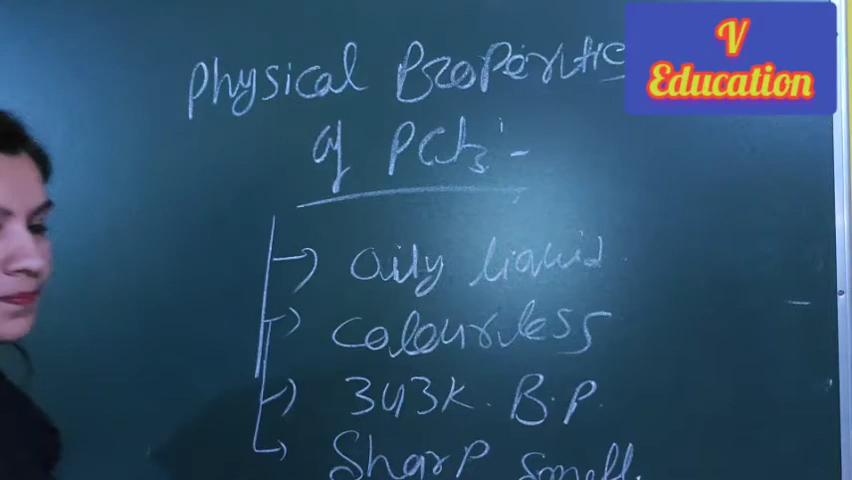 V
Education
Physical Properties
of PCl3:-
Oily liquid.
Colourless
343K. B.P.
Sharp Smell.